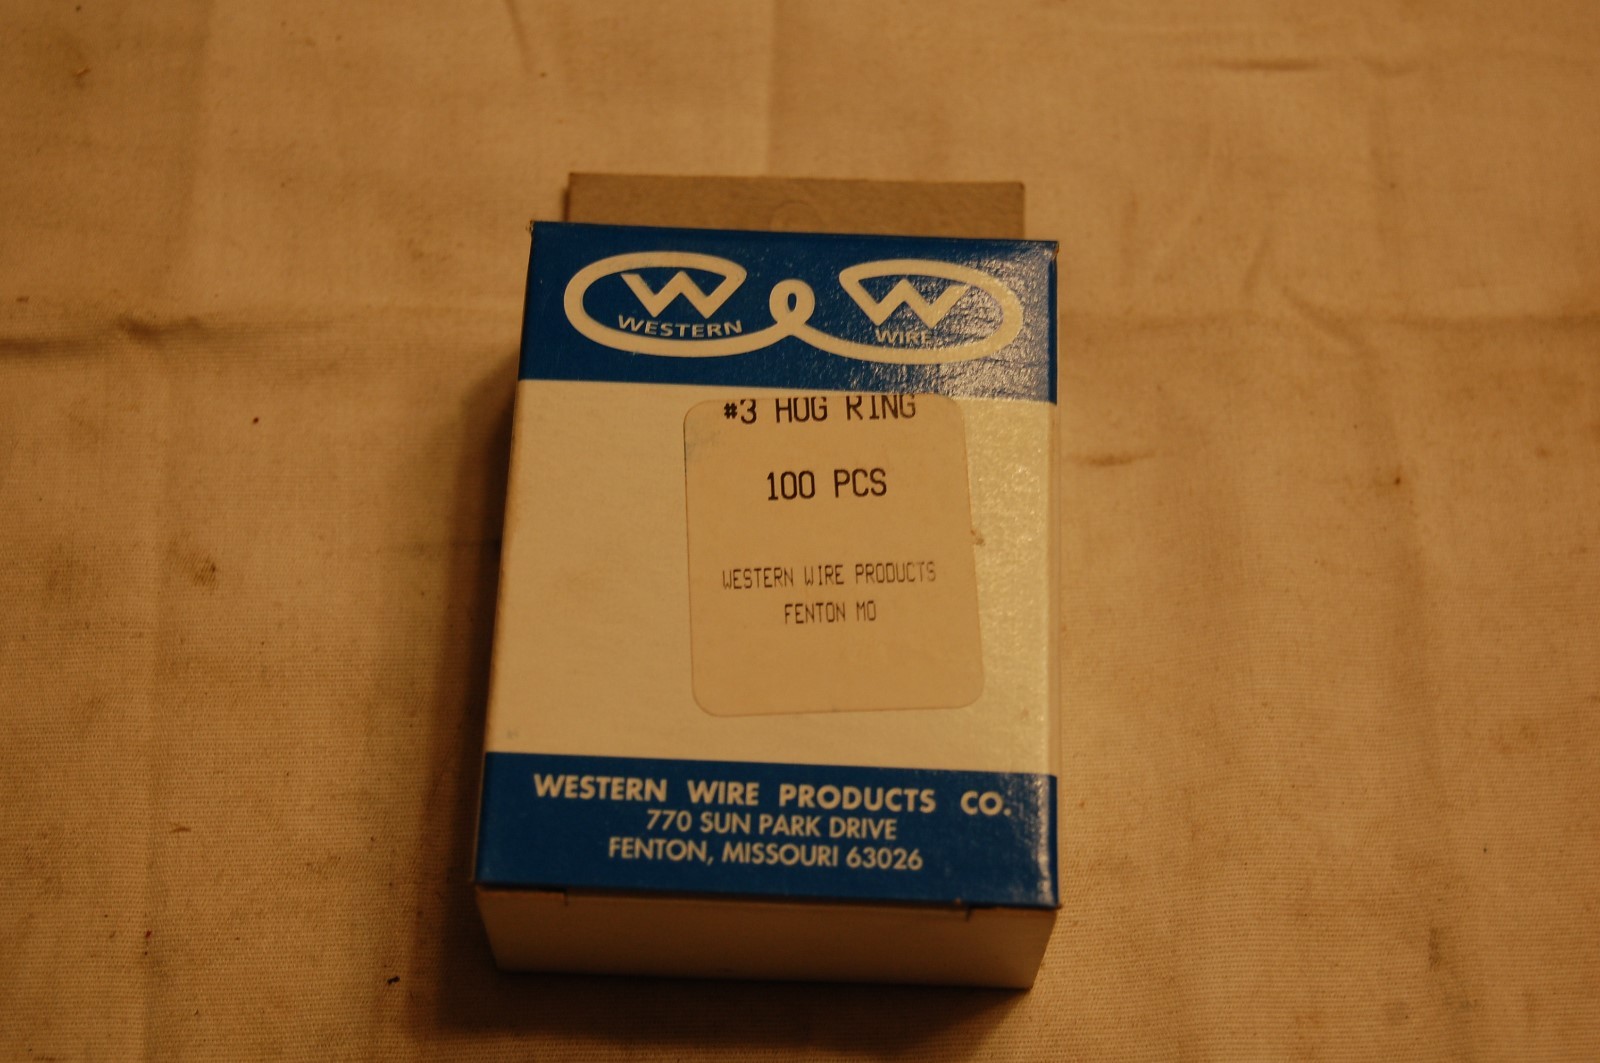 W W
WESTERN WIRE
#3 HOG RING
100 PCS
WESTERN WIRE PRODUCTS
FENTON MO
WESTERN WIRE PRODUCTS CO.
770 SUN PARK DRIVE
FENTON, MISSOURI 63026